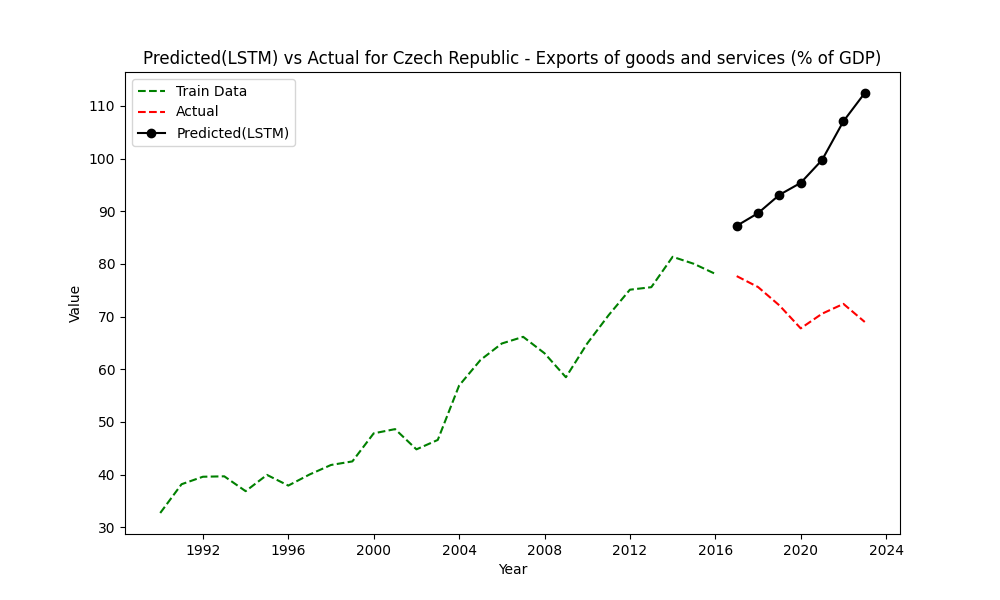 Predicted(LSTM) vs Actual for Czech Republic - Exports of goods and services (% of GDP)
Train Data
Actual
Predicted(LSTM)
110
100
90
80
70
60
50
40
30
Value
1992 1996 2000 2004 2008 2012 2016 2020 2024
Year